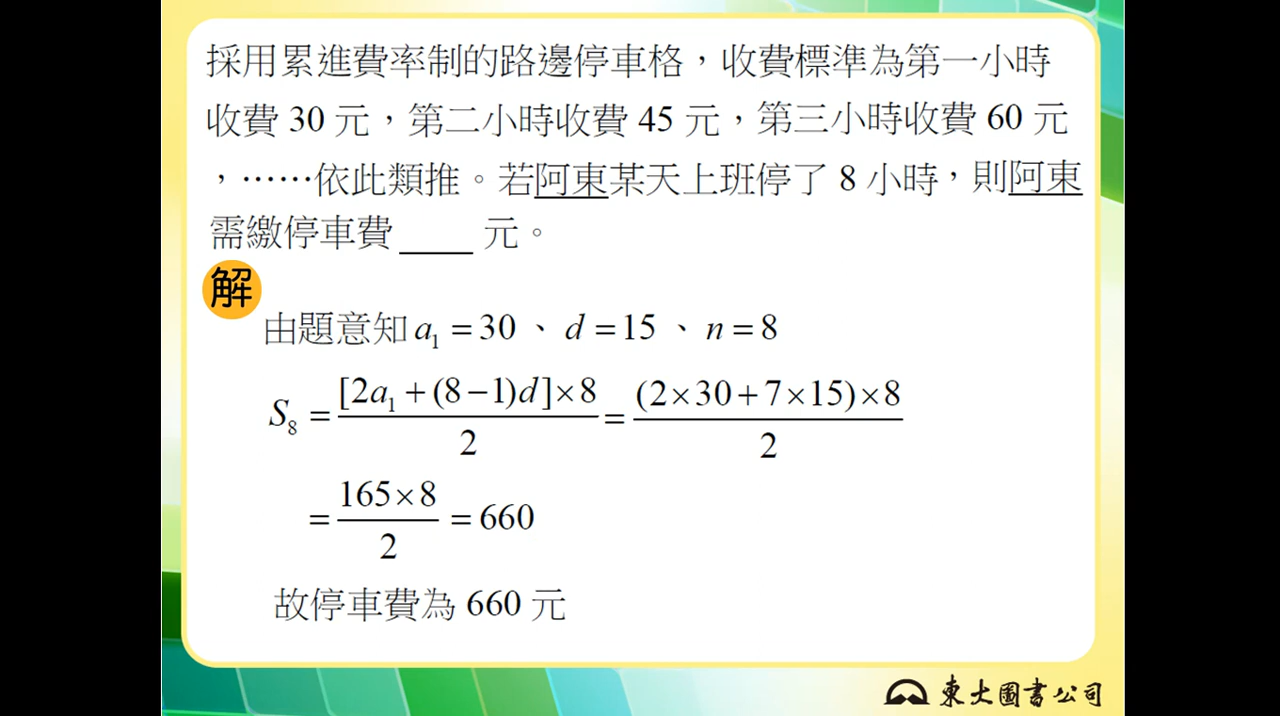 採用累進費率制的路邊停車格，收費標準為第一小時
收費 30 元，第二小時收費 45 元，第三小時收費 60 元
，⋯⋯依此類推。若阿東某天上班停了 8 小時，則阿東
需繳停車費____ 元。
解
由題意知 a₁ = 30 、 d = 15 、 n = 8
S₈ = [2a₁ + (8 − 1)d] × 8 / 2 = (2 × 30 + 7 × 15) × 8 / 2
= 165 × 8 / 2 = 660
故停車費為 660 元
東大圖書公司